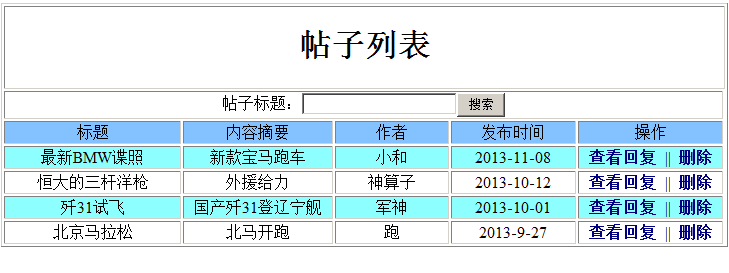 帖子列表
帖子标题： 搜索
标题 内容摘要 作者 发布时间 操作
最新BMW谍照 新款宝马跑车 小和 2013-11-08 查看回复 || 删除
恒大的三杆洋枪 外援给力 神算子 2013-10-12 查看回复 || 删除
歼31试飞 国产歼31登辽宁舰 军神 2013-10-01 查看回复 || 删除
北京马拉松 北马开跑 跑 2013-9-27 查看回复 || 删除